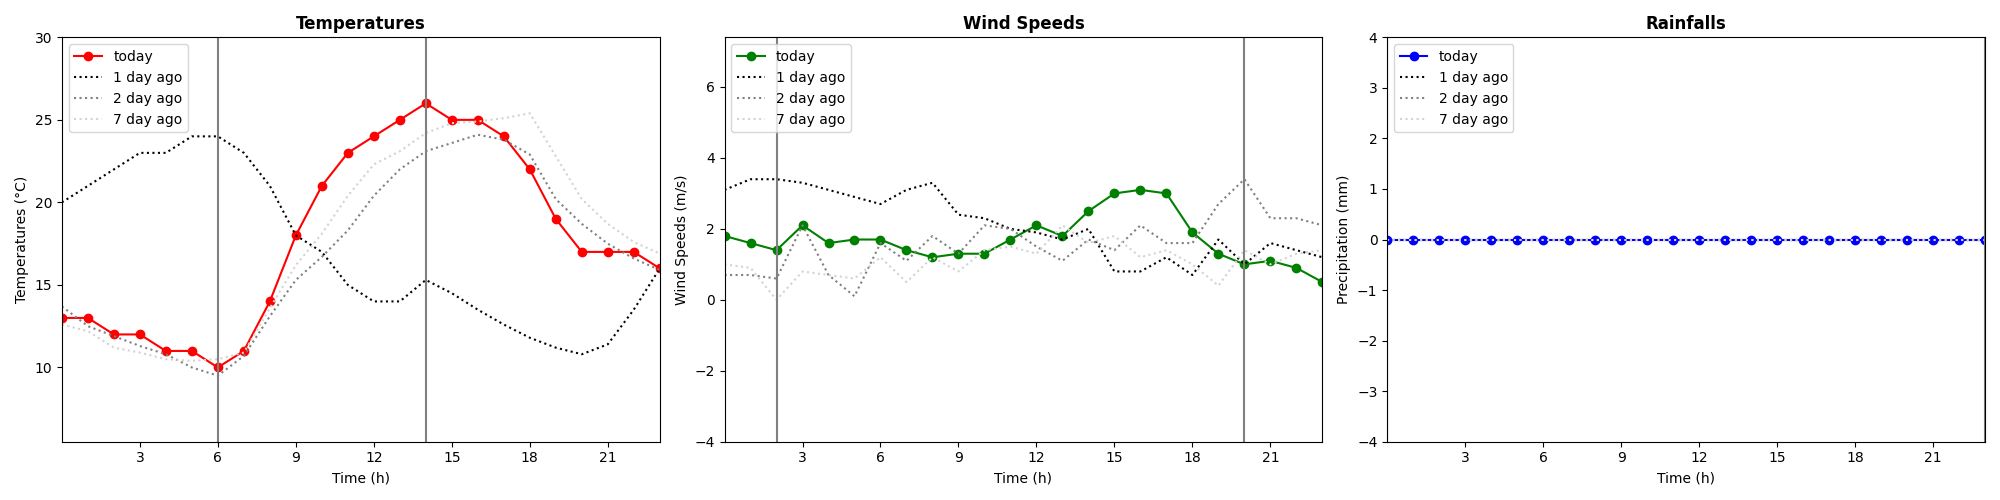 Temperatures
today
1 day ago
2 day ago
7 day ago
30
25
20
15
10
Temperatures (°C)
3 6 9 12 15 18 21
Time (h)
Wind Speeds
today
1 day ago
2 day ago
7 day ago
6
4
2
0
−2
−4
Wind Speeds (m/s)
3 6 9 12 15 18 21
Time (h)
Rainfalls
today
1 day ago
2 day ago
7 day ago
4
3
2
1
0
−1
−2
−3
−4
Precipitation (mm)
3 6 9 12 15 18 21
Time (h)